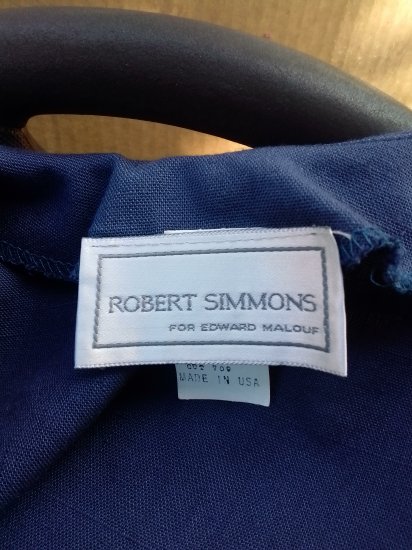 ROBERT SIMMONS
FOR EDWARD MALOUF
MADE IN USA